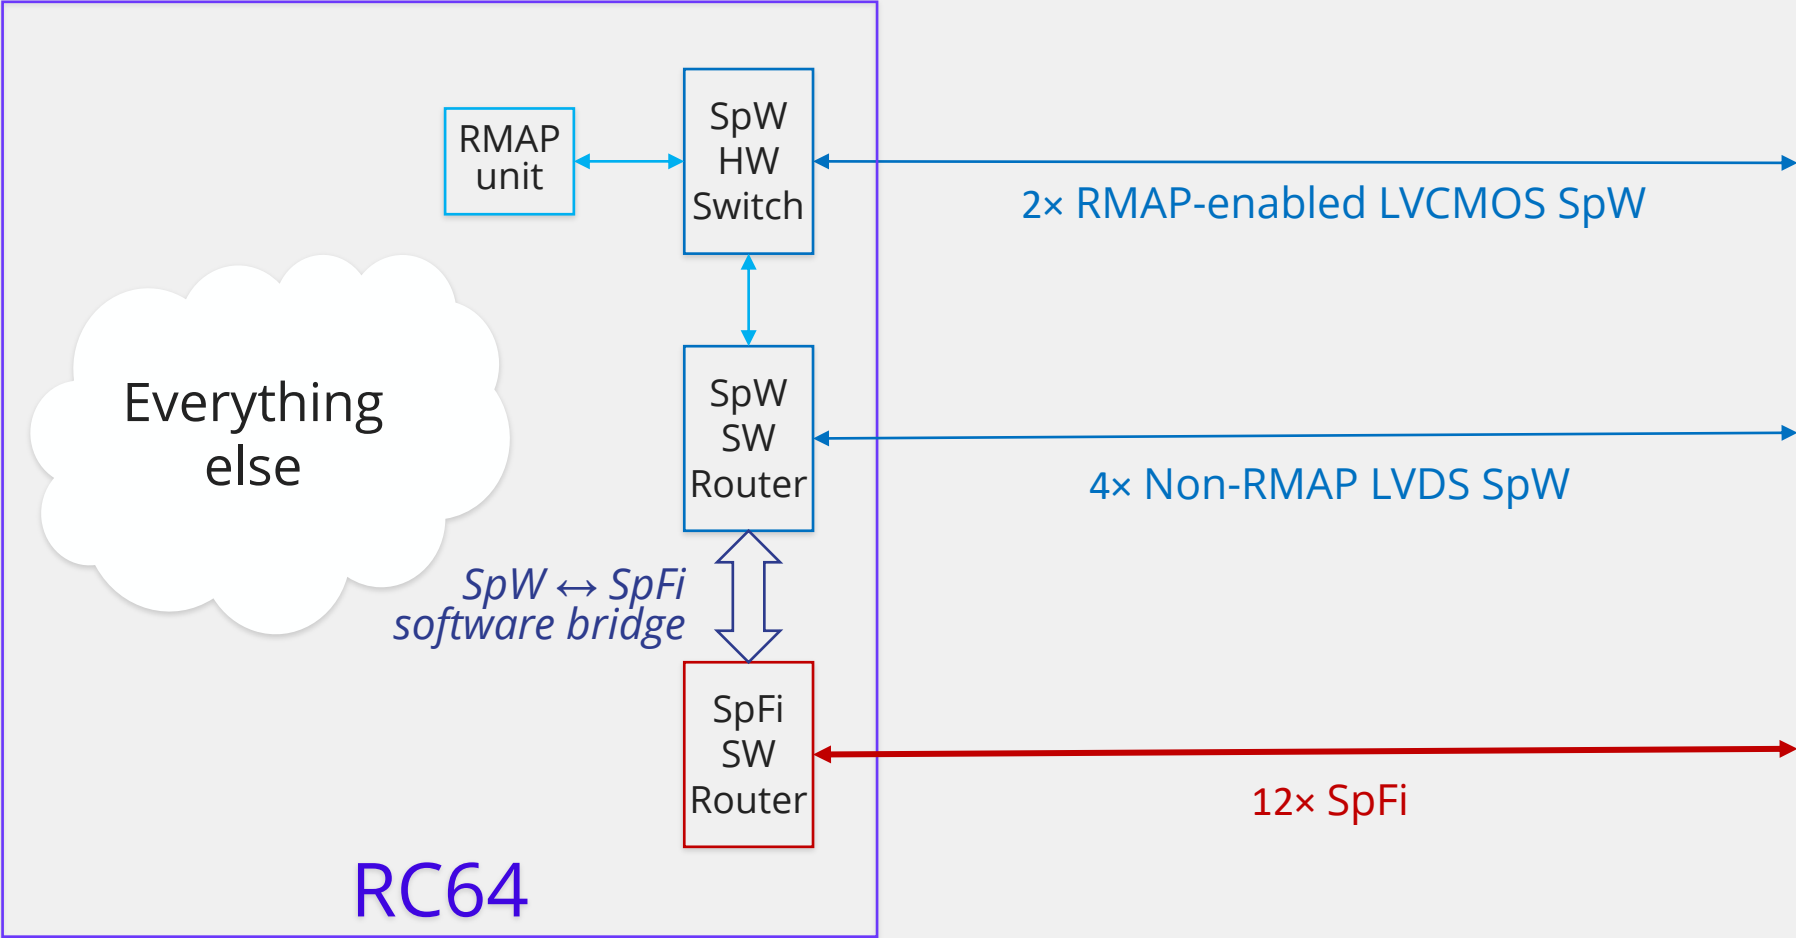 RMAP
unit
SpW
HW
Switch
2× RMAP-enabled LVCMOS SpW
Everything
else
SpW
SW
Router
4× Non-RMAP LVDS SpW
SpW ↔ SpFi
software bridge
SpFi
SW
Router
12× SpFi
RC64